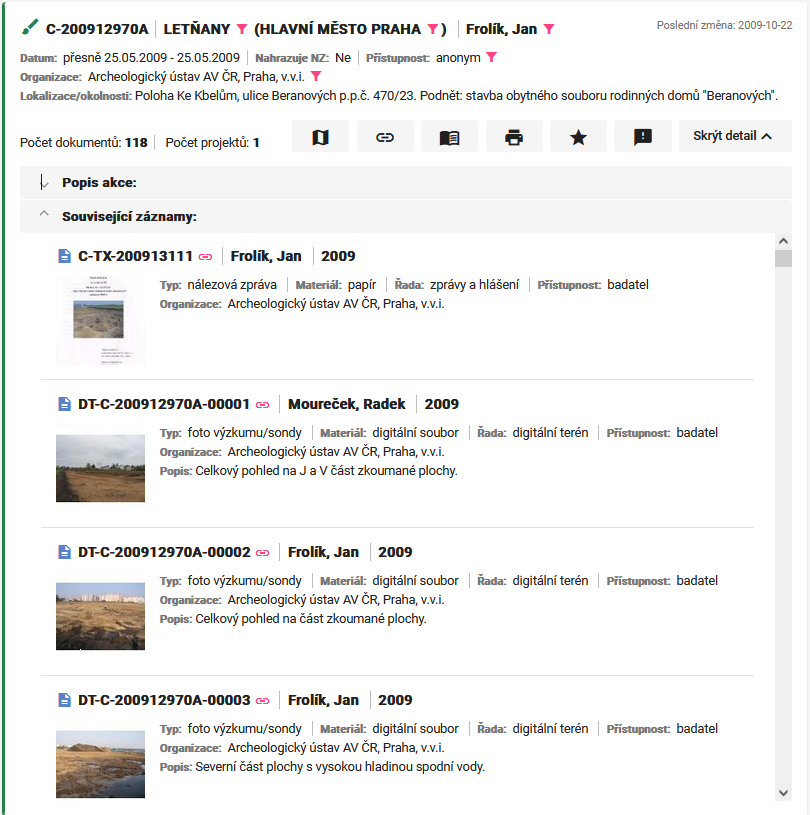 C-200912970A LETŇANY (HLAVNÍ MĚSTO PRAHA) Frolík, Jan Poslední změna: 2009-10-22
Datum: přesně 25.05.2009 - 25.05.2009 Nahrazuje NZ: Ne Přístupnost: anonym
Organizace: Archeologický ústav AV ČR, Praha, v.v.i.
Lokalizace/okolnosti: Poloha Ke Kbelům, ulice Beranových p.p.č. 470/23. Podnět: stavba obytného souboru rodinných domů "Beranových".
Počet dokumentů: 118 Počet projektů: 1 Skrýt detail
Popis akce:
Související záznamy:
C-TX-200913111 Frolík, Jan 2009
Typ: nálezová zpráva Materiál: papír Řada: zprávy a hlášení Přístupnost: badatel
Organizace: Archeologický ústav AV ČR, Praha, v.v.i.
DT-C-200912970A-00001 Moureček, Radek 2009
Typ: foto výzkumu/sondy Materiál: digitální soubor Řada: digitální terén Přístupnost: badatel
Organizace: Archeologický ústav AV ČR, Praha, v.v.i.
Popis: Celkový pohled na J a V část zkoumané plochy.
DT-C-200912970A-00002 Frolík, Jan 2009
Typ: foto výzkumu/sondy Materiál: digitální soubor Řada: digitální terén Přístupnost: badatel
Organizace: Archeologický ústav AV ČR, Praha, v.v.i.
Popis: Celkový pohled na část zkoumané plochy.
DT-C-200912970A-00003 Frolík, Jan 2009
Typ: foto výzkumu/sondy Materiál: digitální soubor Řada: digitální terén Přístupnost: badatel
Organizace: Archeologický ústav AV ČR, Praha, v.v.i.
Popis: Severní část plochy s vysokou hladinou spodní vody.